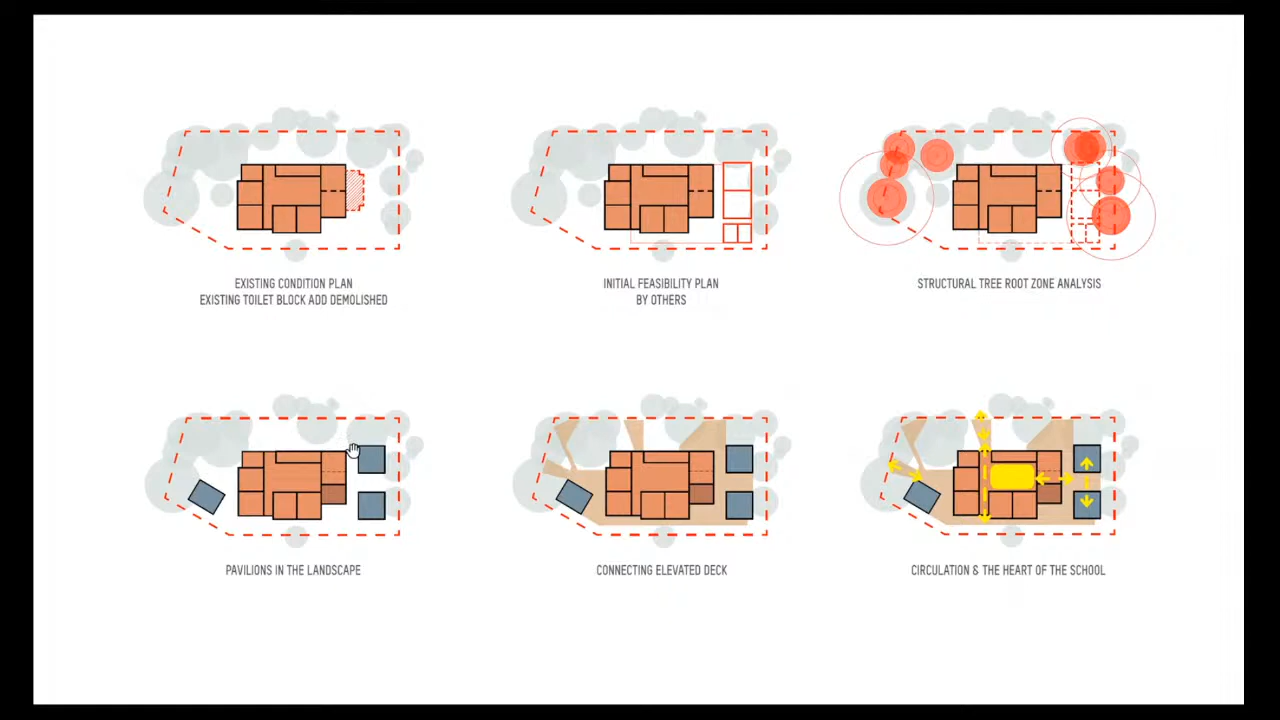 EXISTING CONDITION PLAN
EXISTING TOILET BLOCK ADD DEMOLISHED
INITIAL FEASIBILITY PLAN
BY OTHERS
STRUCTURAL TREE ROOT ZONE ANALYSIS
PAVILIONS IN THE LANDSCAPE
CONNECTING ELEVATED DECK
CIRCULATION & THE HEART OF THE SCHOOL